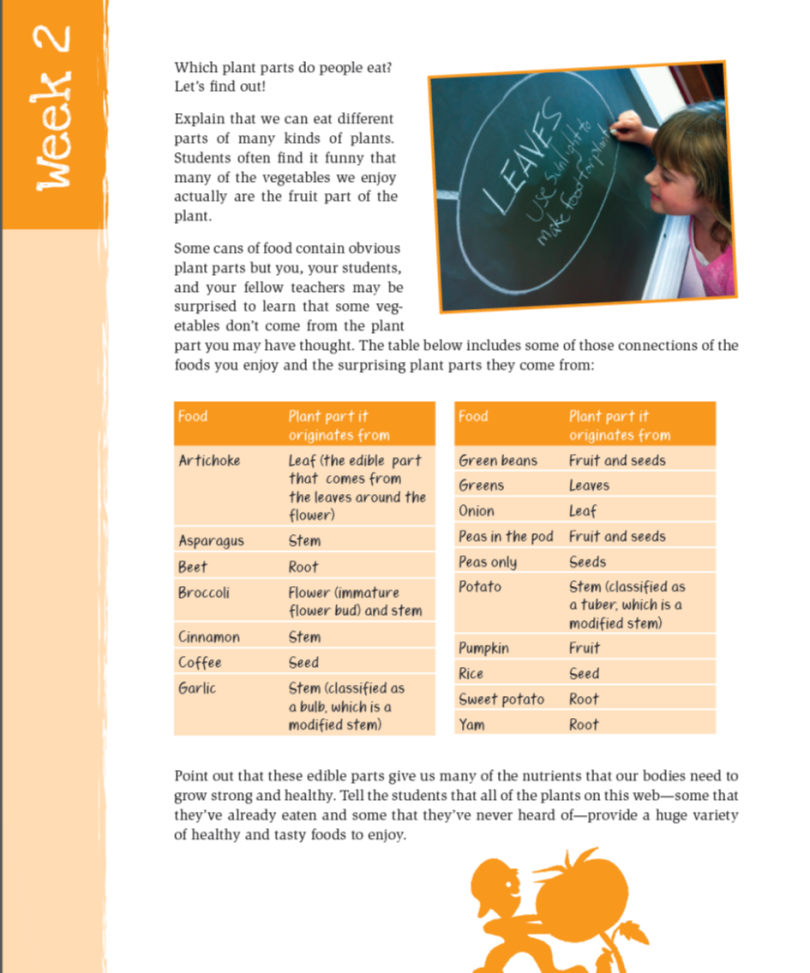 Week 2
Which plant parts do people eat?
Let's find out!
Explain that we can eat different
parts of many kinds of plants.
Students often find it funny that
many of the vegetables we enjoy
actually are the fruit part of the
plant.
Some cans of food contain obvious
plant parts but you, your students,
and your fellow teachers may be
surprised to learn that some veg-
etables don't come from the plant
part you may have thought. The table below includes some of those connections of the
foods you enjoy and the surprising plant parts they come from:
LEAVES
Use Sunlight to
make food for plant
Food Plant part it
originates from
Artichoke Leaf (the edible part
that comes from
the leaves around the
flower)
Asparagus Stem
Beet Root
Broccoli Flower (immature
flower bud) and stem
Cinnamon Stem
Coffee Seed
Garlic Stem (classified as
a bulb, which is a
modified stem)
Food Plant part it
originates from
Green beans Fruit and seeds
Greens Leaves
Onion Leaf
Peas in the pod Fruit and seeds
Peas only Seeds
Potato Stem (classified as
a tuber, which is a
modified stem)
Pumpkin Fruit
Rice Seed
Sweet potato Root
Yam Root
Point out that these edible parts give us many of the nutrients that our bodies need to
grow strong and healthy. Tell the students that all of the plants on this web—some that
they've already eaten and some that they've never heard of—provide a huge variety
of healthy and tasty foods to enjoy.